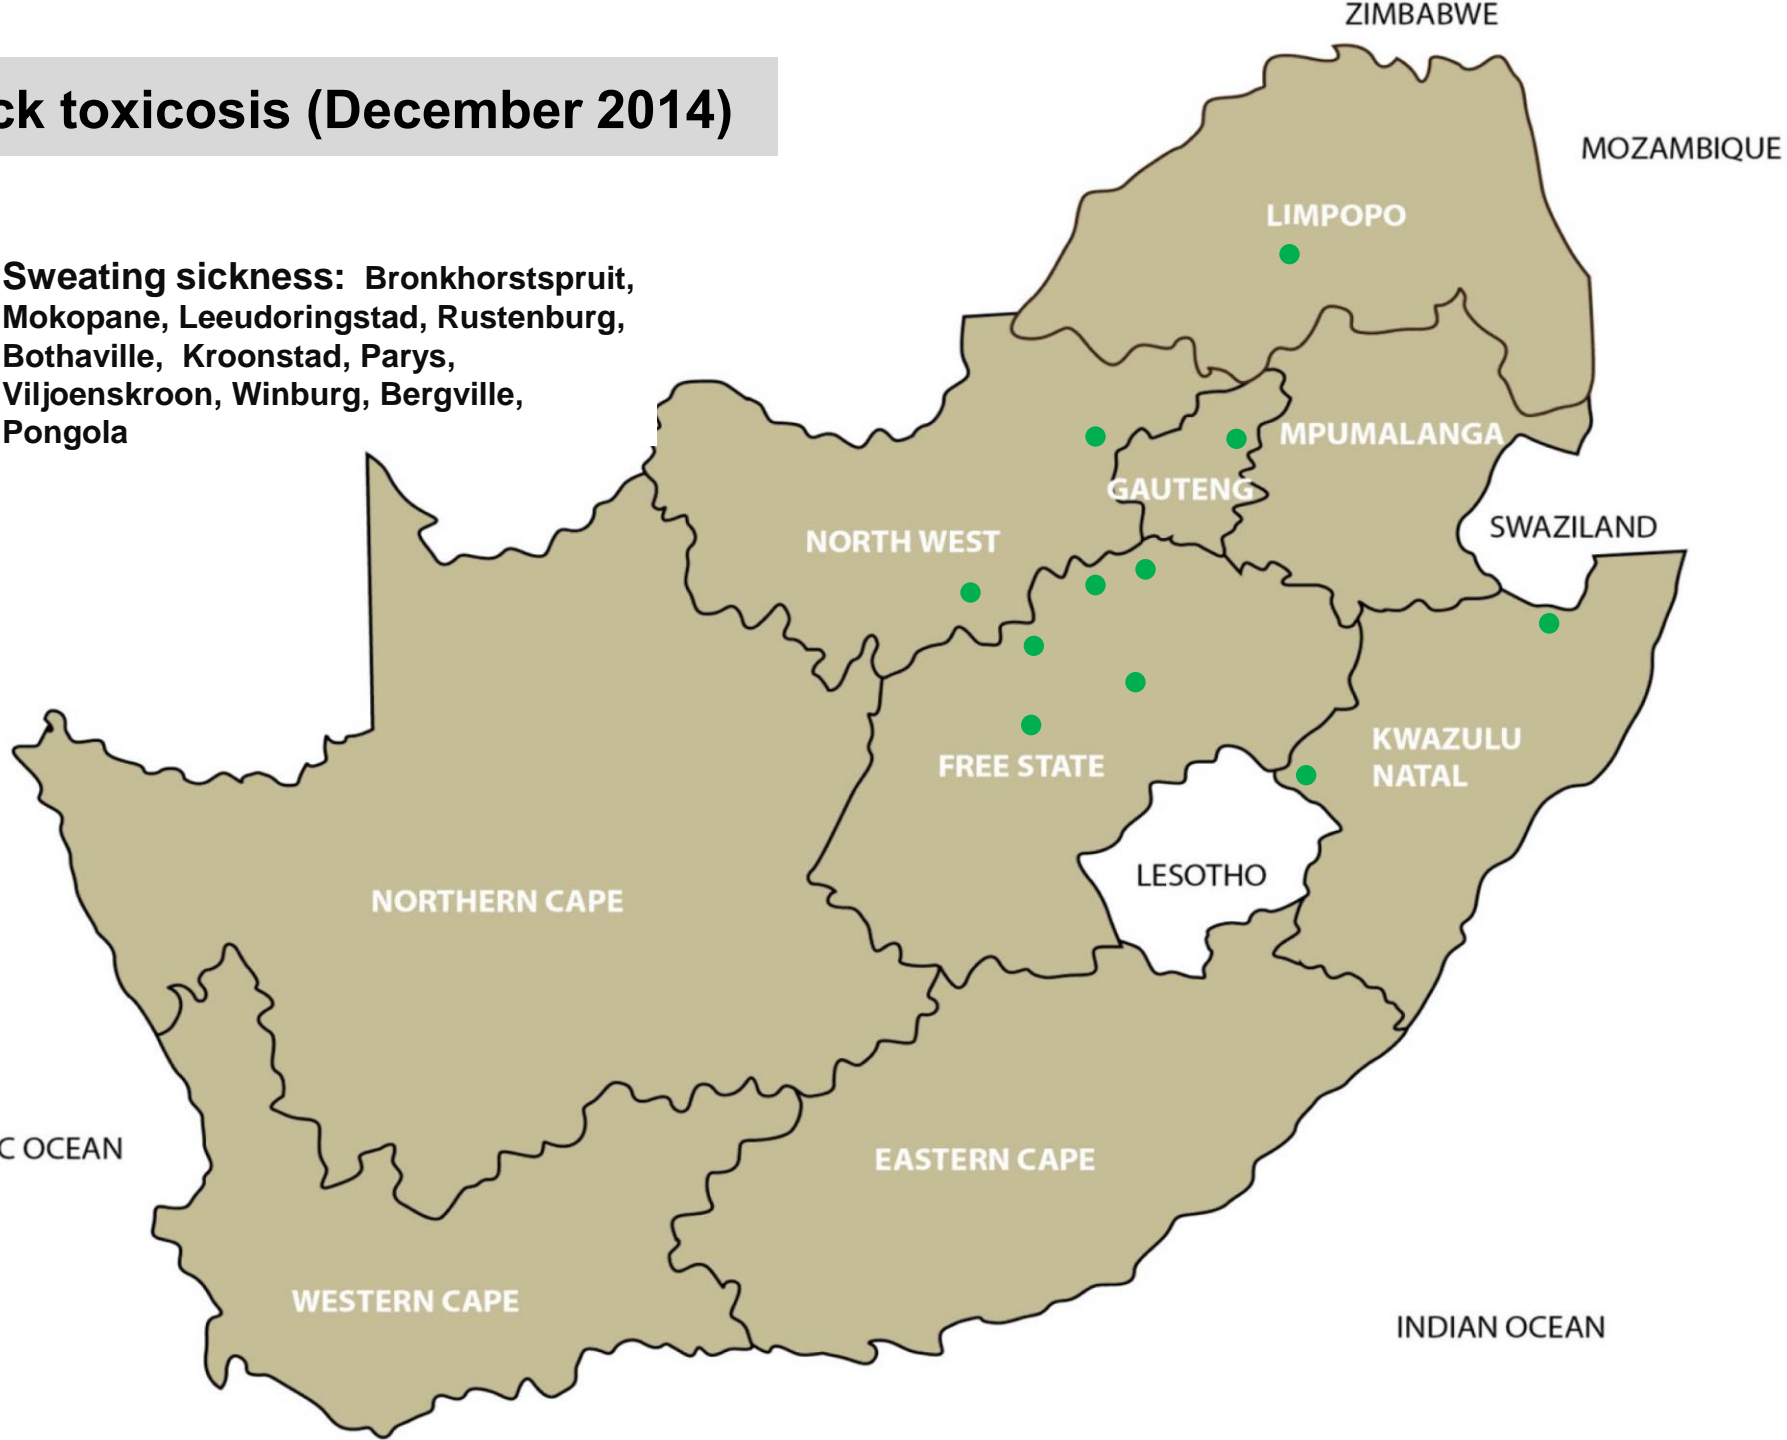 ZIMBABWE
ck toxicosis (December 2014)
MOZAMBIQUE
LIMPOPO
Sweating sickness: Bronkhorstspruit,
Mokopane, Leeudoringstad, Rustenburg,
Bothaville, Kroonstad, Parys,
Viljoenskroon, Winburg, Bergville,
Pongola
MPUMALANGA
GAUTENG
SWAZILAND
NORTH WEST
KWAZULU
NATAL
FREE STATE
LESOTHO
NORTHERN CAPE
C OCEAN
EASTERN CAPE
WESTERN CAPE
INDIAN OCEAN